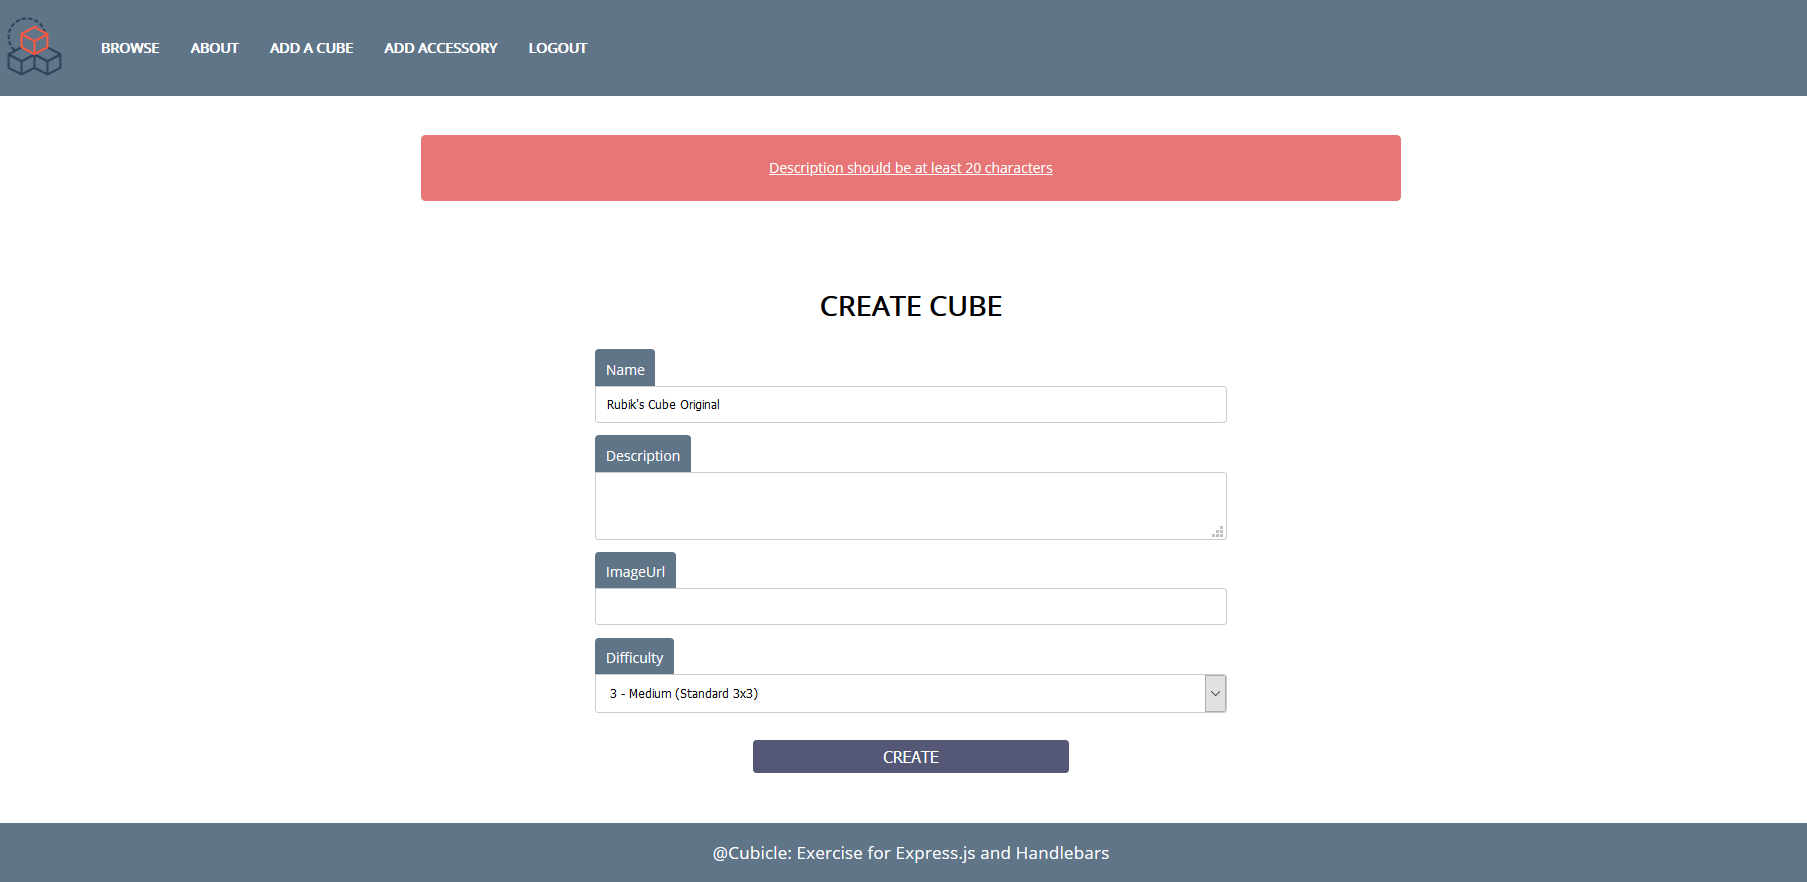 BROWSE ABOUT ADD A CUBE ADD ACCESSORY LOGOUT
Description should be at least 20 characters
CREATE CUBE
Name
Rubik's Cube Original
Description
ImageUrl
Difficulty
3 - Medium (Standard 3x3)
CREATE
@Cubicle: Exercise for Express.js and Handlebars